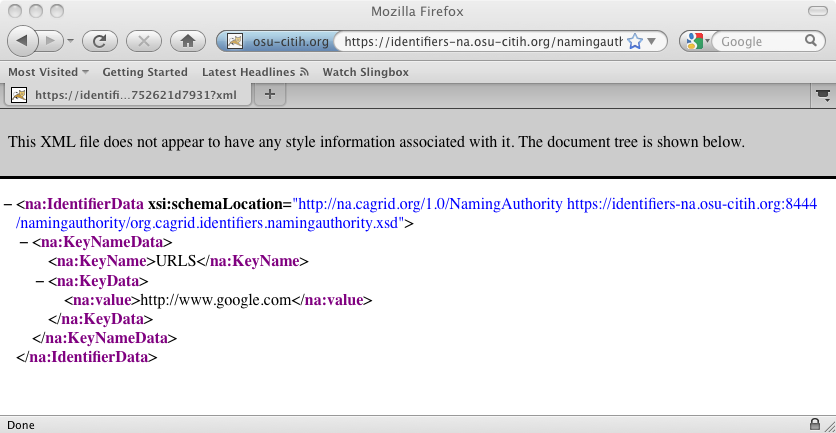 Mozilla Firefox
osu-citih.org https://identifiers-na.osu-citih.org/namingauth Google
Most Visited Getting Started Latest Headlines Watch Slingbox
https://identifi...752621d7931?xml +
This XML file does not appear to have any style information associated with it. The document tree is shown below.
− <na:IdentifierData xsi:schemaLocation="http://na.cagrid.org/1.0/NamingAuthority https://identifiers-na.osu-citih.org:8444
/namingauthority/org.cagrid.identifiers.namingauthority.xsd">
− <na:KeyNameData>
<na:KeyName>URLS</na:KeyName>
− <na:KeyData>
<na:value>http://www.google.com</na:value>
</na:KeyData>
</na:KeyNameData>
</na:IdentifierData>
Done